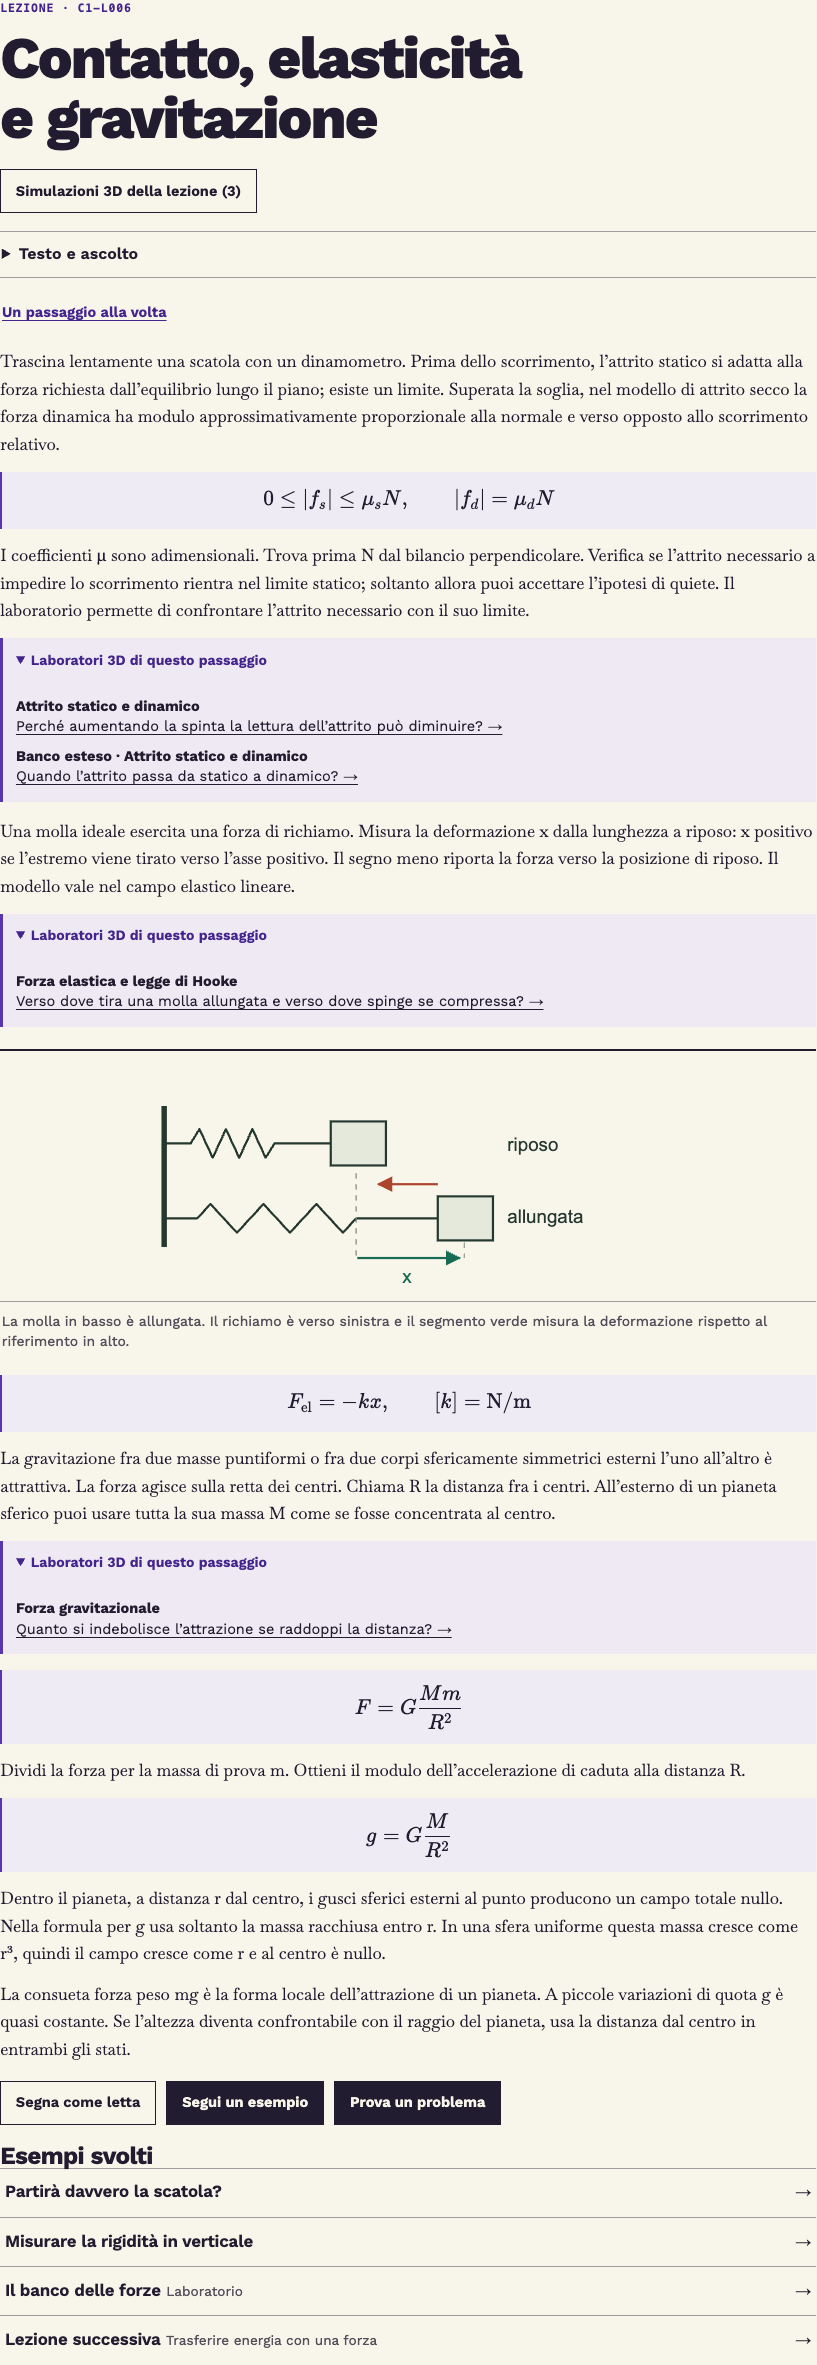 LEZIONE · C1-L006
Contatto, elasticità
e gravitazione
Simulazioni 3D della lezione (3)
▶ Testo e ascolto
Un passaggio alla volta
Trascina lentamente una scatola con un dinamometro. Prima dello scorrimento, l’attrito statico si adatta alla
forza richiesta dall’equilibrio lungo il piano; esiste un limite. Superata la soglia, nel modello di attrito secco la
forza dinamica ha modulo approssimativamente proporzionale alla normale e verso opposto allo scorrimento
relativo.
0 ≤ |f_s| ≤ μ_s N, |f_d| = μ_d N
I coefficienti μ sono adimensionali. Trova prima N dal bilancio perpendicolare. Verifica se l’attrito necessario a
impedire lo scorrimento rientra nel limite statico; soltanto allora puoi accettare l’ipotesi di quiete. Il
laboratorio permette di confrontare l’attrito necessario con il suo limite.
▼ Laboratori 3D di questo passaggio
Attrito statico e dinamico
Perché aumentando la spinta la lettura dell’attrito può diminuire? →
Banco esteso · Attrito statico e dinamico
Quando l’attrito passa da statico a dinamico? →
Una molla ideale esercita una forza di richiamo. Misura la deformazione x dalla lunghezza a riposo: x positivo
se l’estremo viene tirato verso l’asse positivo. Il segno meno riporta la forza verso la posizione di riposo. Il
modello vale nel campo elastico lineare.
▼ Laboratori 3D di questo passaggio
Forza elastica e legge di Hooke
Verso dove tira una molla allungata e verso dove spinge se compressa? →
riposo
allungata
x
La molla in basso è allungata. Il richiamo è verso sinistra e il segmento verde misura la deformazione rispetto al
riferimento in alto.
F_el = −kx, [k] = N/m
La gravitazione fra due masse puntiformi o fra due corpi sfericamente simmetrici esterni l’uno all’altro è
attrattiva. La forza agisce sulla retta dei centri. Chiama R la distanza fra i centri. All’esterno di un pianeta
sferico puoi usare tutta la sua massa M come se fosse concentrata al centro.
▼ Laboratori 3D di questo passaggio
Forza gravitazionale
Quanto si indebolisce l’attrazione se raddoppi la distanza? →
F = G Mm/R²
Dividi la forza per la massa di prova m. Ottieni il modulo dell’accelerazione di caduta alla distanza R.
g = G M/R²
Dentro il pianeta, a distanza r dal centro, i gusci sferici esterni al punto producono un campo totale nullo.
Nella formula per g usa soltanto la massa racchiusa entro r. In una sfera uniforme questa massa cresce come
r³, quindi il campo cresce come r e al centro è nullo.
La consueta forza peso mg è la forma locale dell’attrazione di un pianeta. A piccole variazioni di quota g è
quasi costante. Se l’altezza diventa confrontabile con il raggio del pianeta, usa la distanza dal centro in
entrambi gli stati.
Segna come letta Segui un esempio Prova un problema
Esempi svolti
Partirà davvero la scatola? →
Misurare la rigidità in verticale →
Il banco delle forze Laboratorio →
Lezione successiva Trasferire energia con una forza →